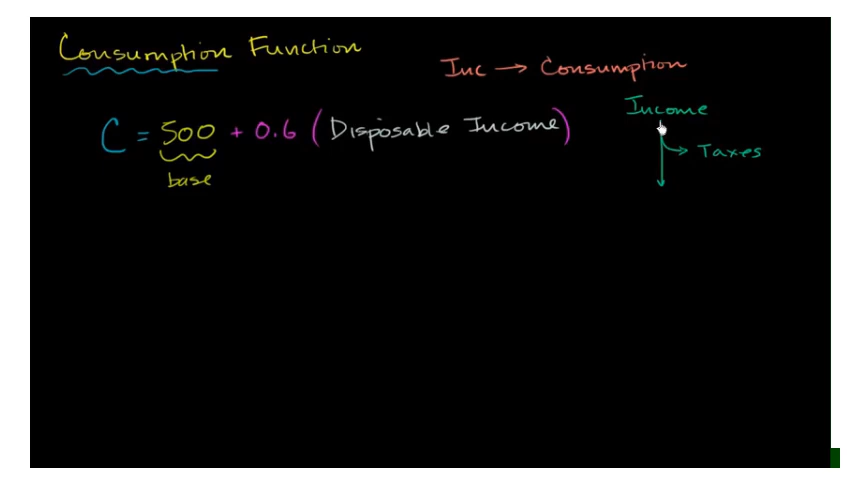 Consumption Function
Inc → Consumption
Income
C = 500 + 0.6 (Disposable Income)
→ Taxes
base